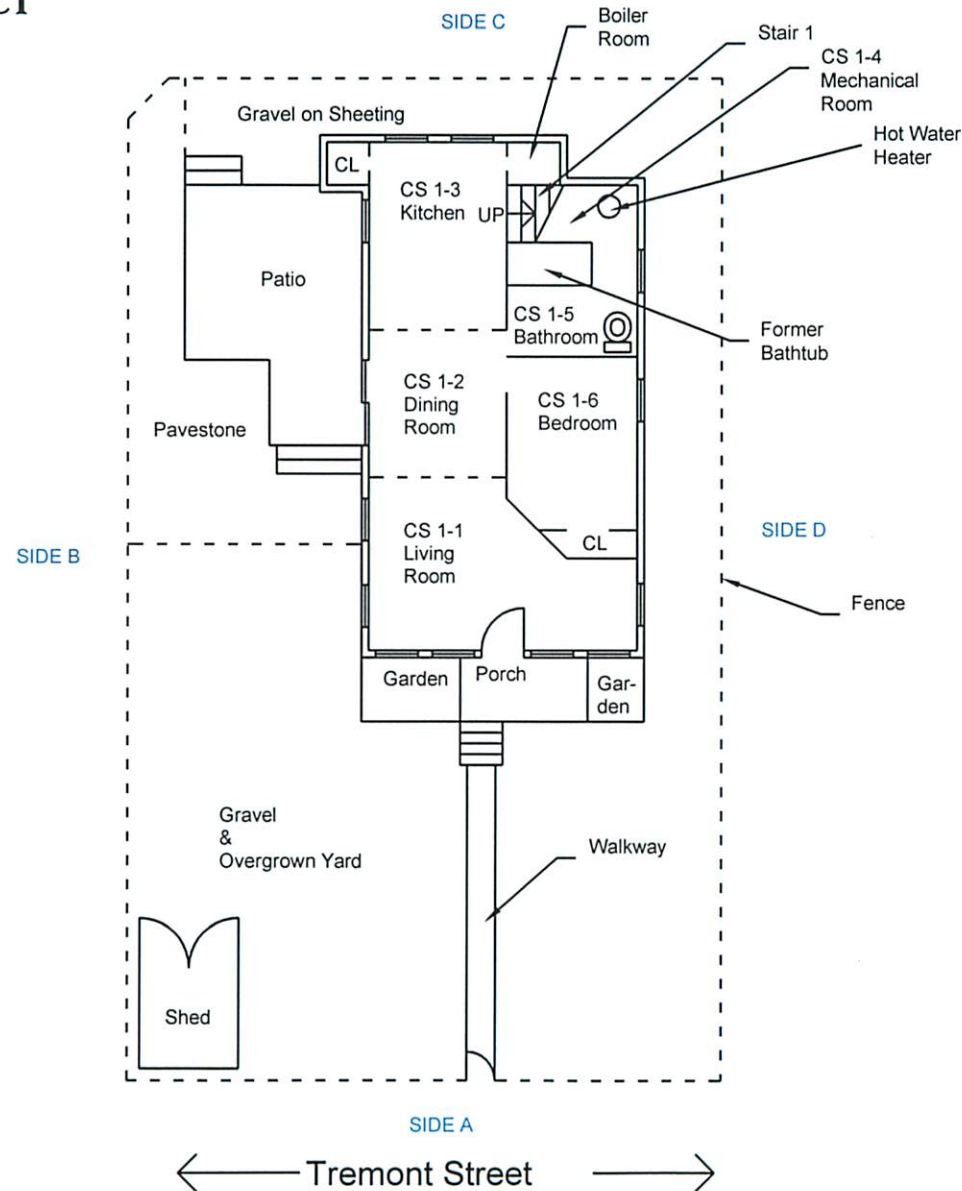 SIDE C
Boiler
Room
Stair 1
CS 1-4
Mechanical
Room
Hot Water
Heater
Gravel on Sheeting
CL
CS 1-3
Kitchen
UP
Patio
CS 1-5
Bathroom
Former
Bathtub
CS 1-2
Dining
Room
CS 1-6
Bedroom
Pavestone
CS 1-1
Living
Room
CL
SIDE D
SIDE B
Fence
Garden
Porch
Gar-
den
Gravel
&
Overgrown Yard
Walkway
Shed
SIDE A
Tremont Street